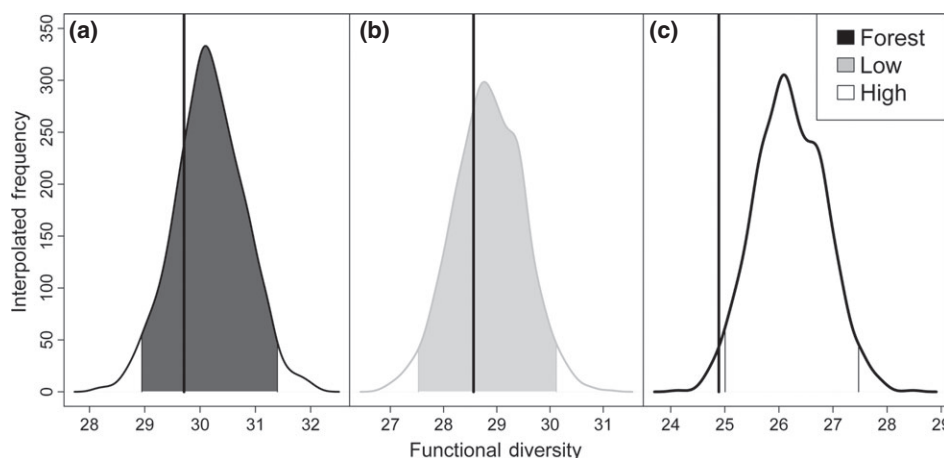 (a)
(b)
(c)
Forest
Low
High
Interpolated frequency
350
300
250
200
150
100
50
0
28 29 30 31 32
27 28 29 30 31
24 25 26 27 28 29
Functional diversity